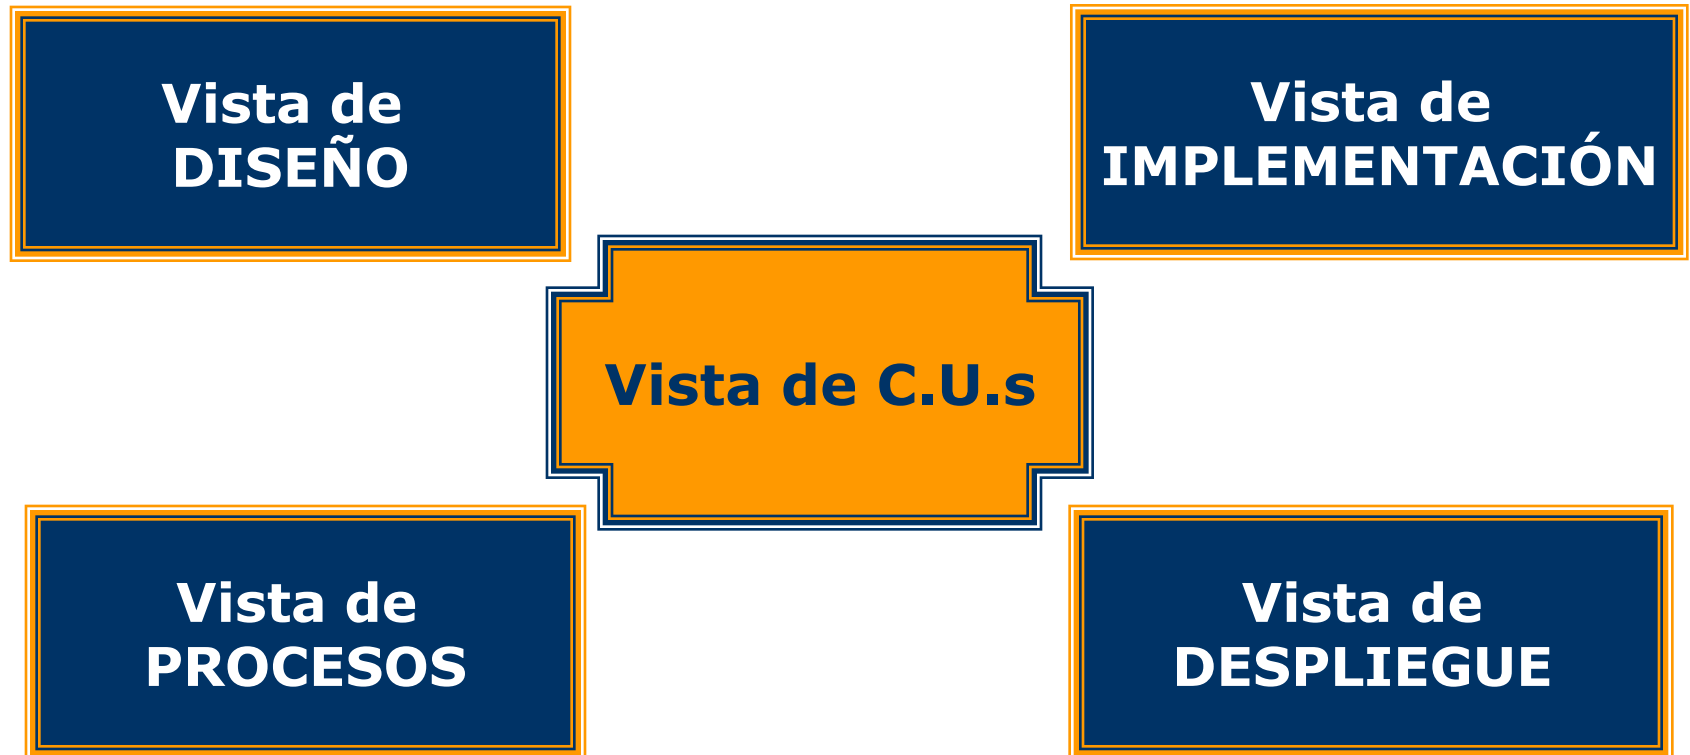 Vista de
DISEÑO
Vista de
IMPLEMENTACIÓN
Vista de C.U.s
Vista de
PROCESOS
Vista de
DESPLIEGUE